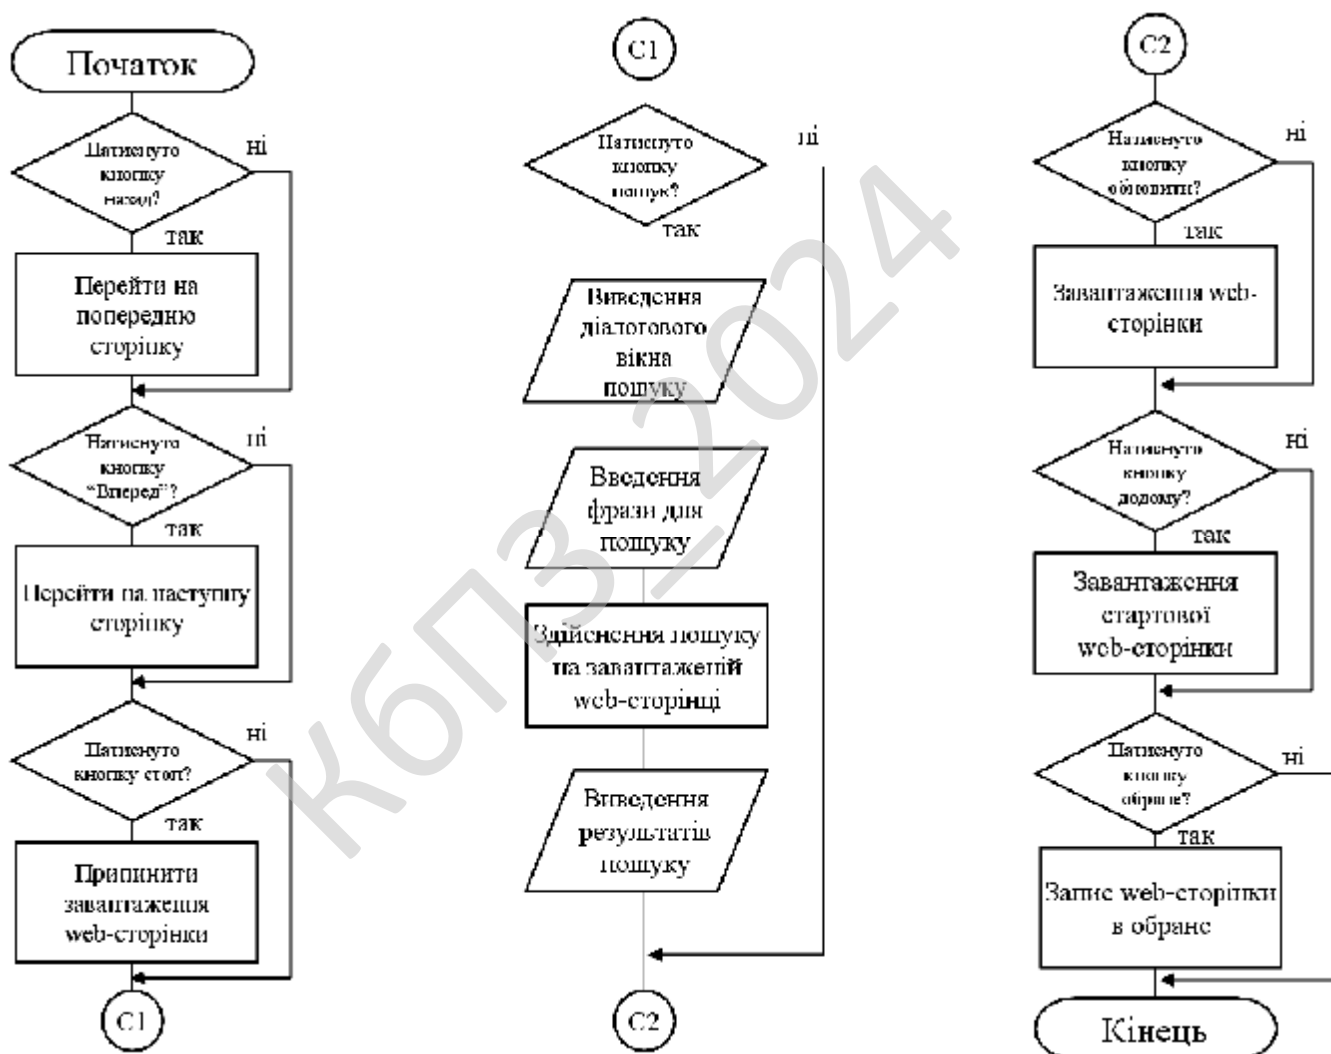 Початок
Натиснуто
кнопку
назад?
ні
так
Перейти на
попередню
сторінку
Натиснуто
кнопку
“Вперед”?
ні
так
Перейти на наступну
сторінку
Натиснуто
кнопку стоп?
ні
так
Припинити
завантаження
web-сторінки
C1
C1
Натиснуто
кнопку
пошук?
ні
так
Виведення
діалогового
вікна
пошуку
Введення
фрази для
пошуку
Здійснення пошуку
на завантаженій
web-сторінці
Виведення
результатів
пошуку
C2
C2
Натиснуто
кнопку
обновити?
ні
так
Завантаження web-
сторінки
Натиснуто
кнопку
додому?
ні
так
Завантаження
стартової
web-сторінки
Натиснуто
кнопку
обране?
ні
так
Запис web-сторінки
в обране
Кінець
КбПЗ_2024